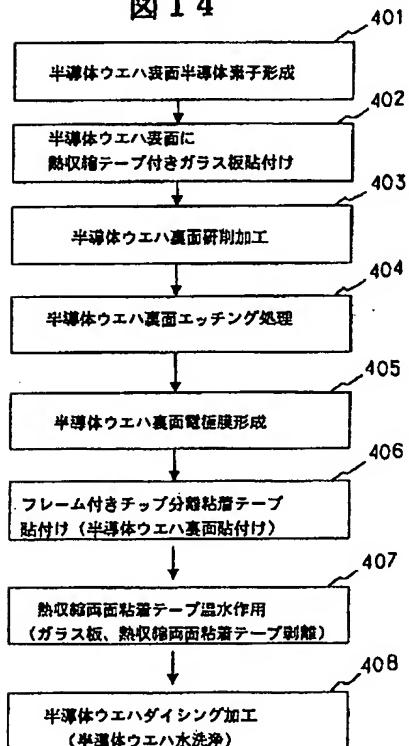 図14
401
半導体ウエハ表面半導体素子形成
402
半導体ウエハ表面に
熱収縮テープ付きガラス板貼付け
403
半導体ウエハ裏面研削加工
404
半導体ウエハ裏面エッチング処理
405
半導体ウエハ裏面電極膜形成
406
フレーム付きチップ分離粘着テープ
貼付け（半導体ウエハ裏面貼付け）
407
熱収縮両面粘着テープ温水作用
（ガラス板、熱収縮両面粘着テープ剥離）
408
半導体ウエハダイシング加工
（半導体ウエハ水洗浄）